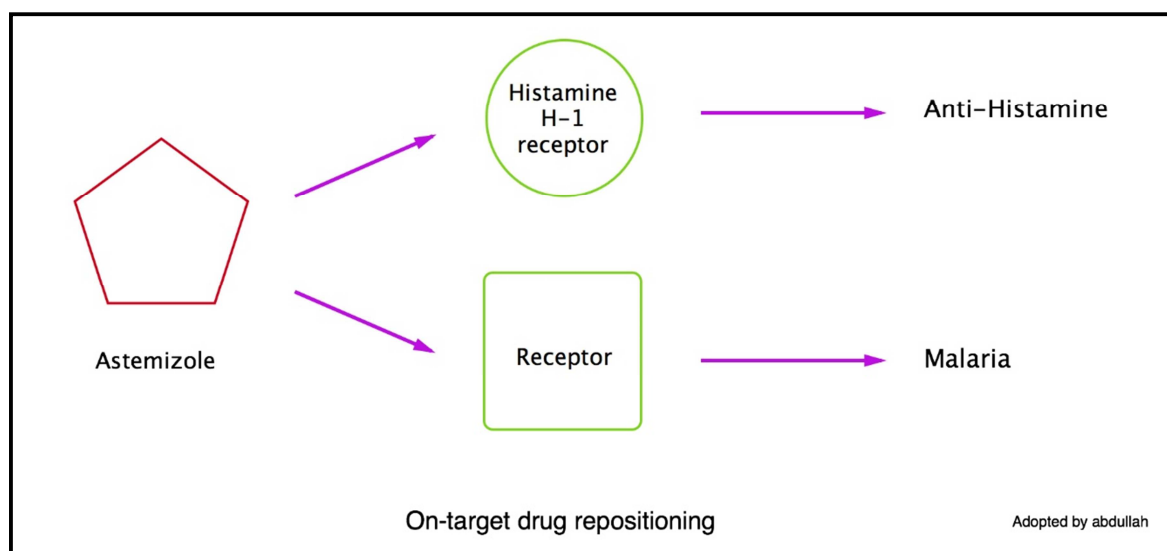 Histamine
H-1
receptor
Anti-Histamine
Astemizole
Receptor
Malaria
On-target drug repositioning
Adopted by abdullah